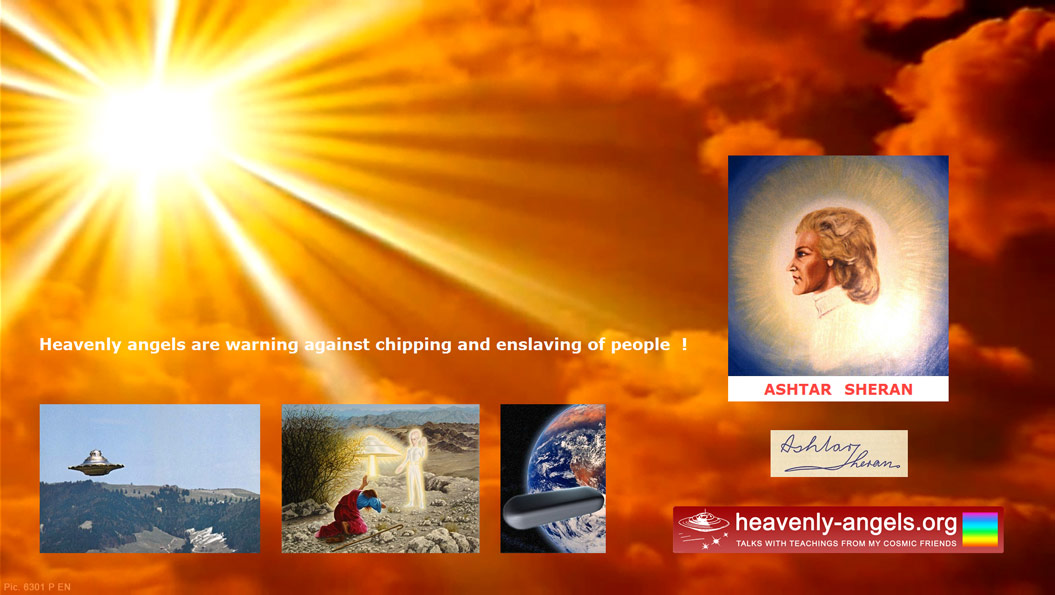 Heavenly angels are warning against chipping and enslaving of people  !
ASHTAR  SHERAN
Ashtar
Sheran
heavenly-angels.org
TALKS WITH TEACHINGS FROM MY COSMIC FRIENDS
Pic. 6301 P EN